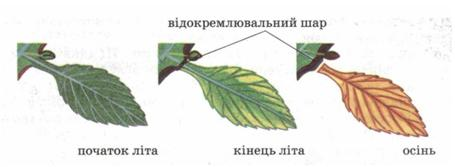 відокремлювальний шар
початок літа
кінець літа
осінь